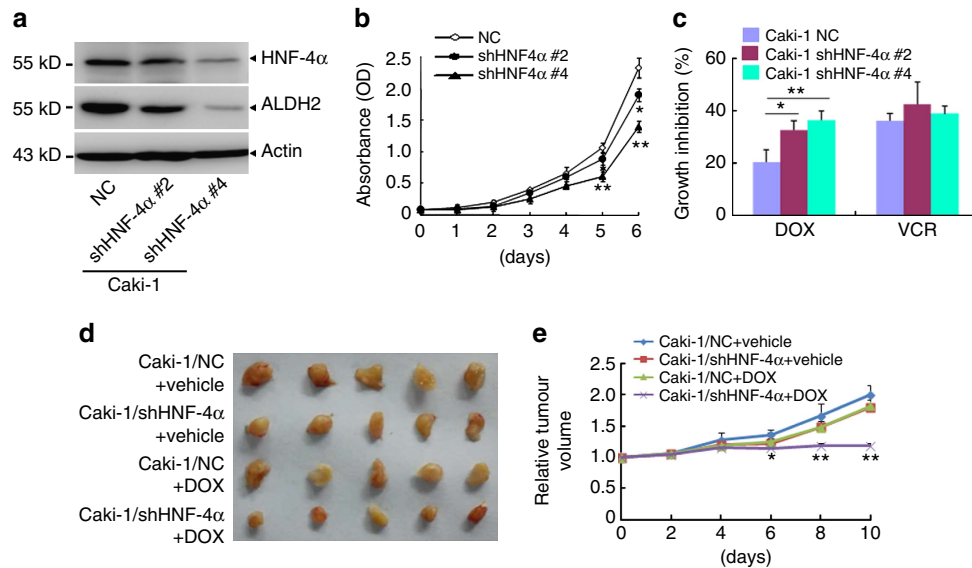 a
55 kD
HNF-4α
55 kD
ALDH2
43 kD
Actin
NC
shHNF-4α #2
shHNF-4α #4
Caki-1
b
NC
shHNF4α #2
shHNF4α #4
Absorbance (OD)
2.5
2.0
1.5
1.0
0.5
0
*
**
**
0 1 2 3 4 5 6
(days)
c
Caki-1 NC
Caki-1 shHNF-4α #2
Caki-1 shHNF-4α #4
Growth inhibition (%)
60
40
20
0
**
*
DOX VCR
d
Caki-1/NC
+vehicle
Caki-1/shHNF-4α
+vehicle
Caki-1/NC
+DOX
Caki-1/shHNF-4α
+DOX
e
Caki-1/NC+vehicle
Caki-1/shHNF-4α+vehicle
Caki-1/NC+DOX
Caki-1/shHNF-4α+DOX
Relative tumour
volume
2.5
2.0
1.5
1.0
0.5
0
* ** **
0 2 4 6 8 10
(days)